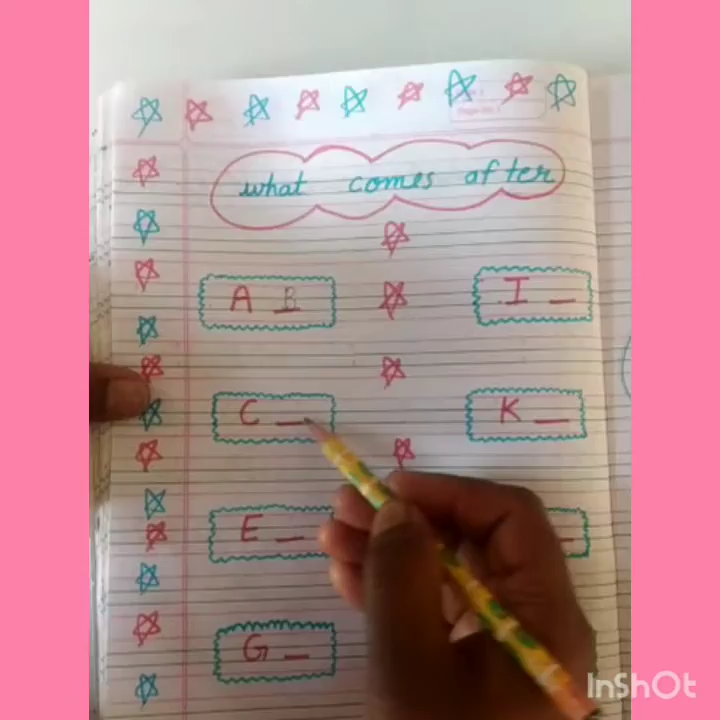 what comes after
A B
I _
C _
K _
E _
_
G _
InShOt